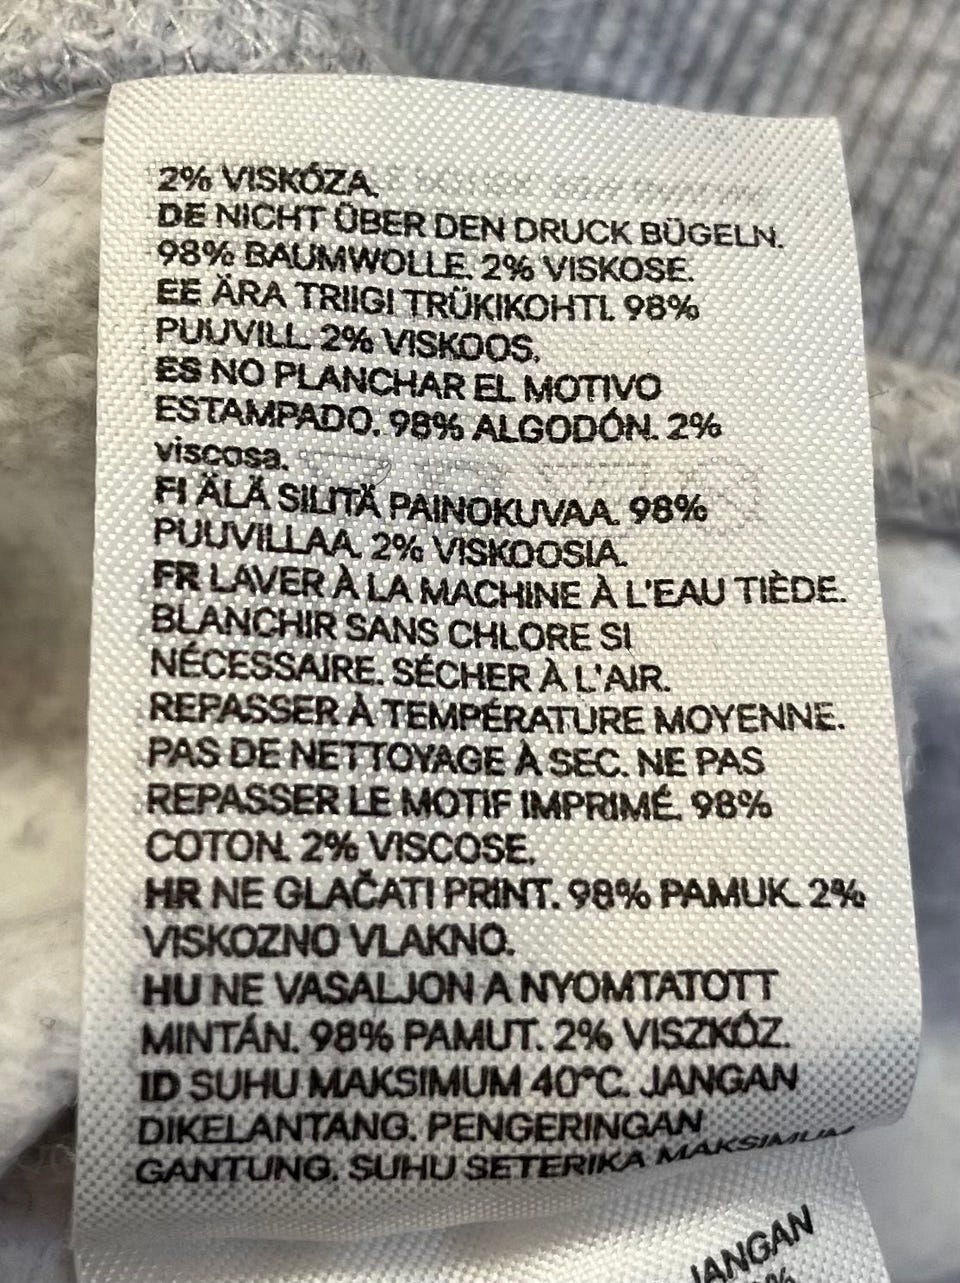 2% VISKÓZA.
DE NICHT ÜBER DEN DRUCK BÜGELN.
98% BAUMWOLLE. 2% VISKOSE.
EE ÄRA TRIIGI TRÜKIKOHTI. 98%
PUUVILL. 2% VISKOOS.
ES NO PLANCHAR EL MOTIVO
ESTAMPADO. 98% ALGODÓN. 2%
viscosa.
FI ÄLÄ SILITÄ PAINOKUVAA. 98%
PUUVILLAA. 2% VISKOOSIA.
FR LAVER À LA MACHINE À L'EAU TIÈDE.
BLANCHIR SANS CHLORE SI
NÉCESSAIRE. SÉCHER À L'AIR.
REPASSER À TEMPÉRATURE MOYENNE.
PAS DE NETTOYAGE À SEC. NE PAS
REPASSER LE MOTIF IMPRIMÉ. 98%
COTON. 2% VISCOSE.
HR NE GLAČATI PRINT. 98% PAMUK. 2%
VISKOZNO VLAKNO.
HU NE VASALJON A NYOMTATOTT
MINTÁN. 98% PAMUT. 2% VISZKÓZ.
ID SUHU MAKSIMUM 40°C. JANGAN
DIKELANTANG. PENGERINGAN
GANTUNG. SUHU SETERIKA MAKSIMUM
JANGAN